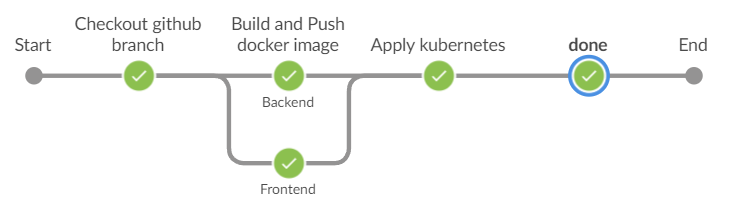 Start
Checkout github
branch
Build and Push
docker image
Apply kubernetes
done
End
Backend
Frontend